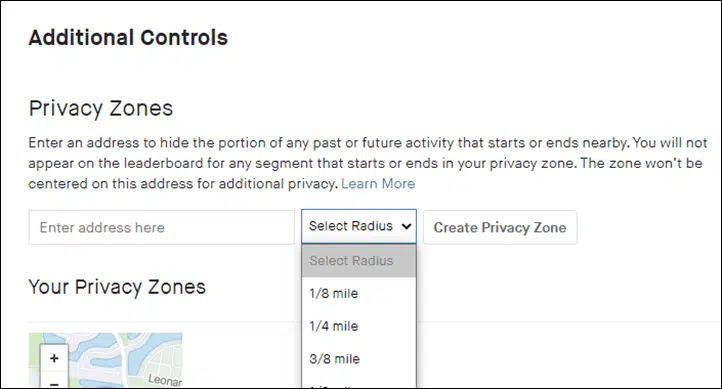 Additional Controls
Privacy Zones
Enter an address to hide the portion of any past or future activity that starts or ends nearby. You will not
appear on the leaderboard for any segment that starts or ends in your privacy zone. The zone won't be
centered on this address for additional privacy. Learn More
Enter address here Select Radius Create Privacy Zone
Select Radius
Your Privacy Zones
1/8 mile
1/4 mile
3/8 mile
+
Leonar
−